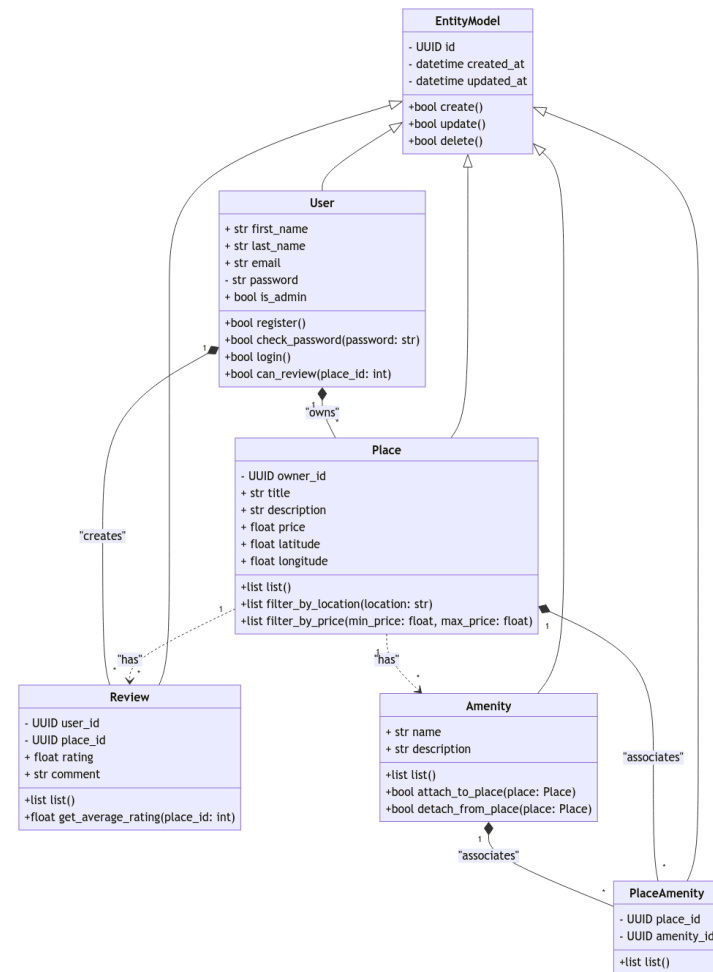 EntityModel
- UUID id
- datetime created_at
- datetime updated_at
+bool create()
+bool update()
+bool delete()
User
+ str first_name
+ str last_name
+ str email
- str password
+ bool is_admin
+bool register()
+bool check_password(password: str)
+bool login()
+bool can_review(place_id: int)
1
1
"owns"
*
Place
- UUID owner_id
+ str title
+ str description
+ float price
+ float latitude
+ float longitude
+list list()
+list filter_by_location(location: str)
+list filter_by_price(min_price: float, max_price: float)
"creates"
1
1
1
"has"
"has"
*
*
*
Review
- UUID user_id
- UUID place_id
+ float rating
+ str comment
+list list()
+float get_average_rating(place_id: int)
Amenity
+ str name
+ str description
+list list()
+bool attach_to_place(place: Place)
+bool detach_from_place(place: Place)
"associates"
1
"associates"
*
*
PlaceAmenity
- UUID place_id
- UUID amenity_id
+list list()